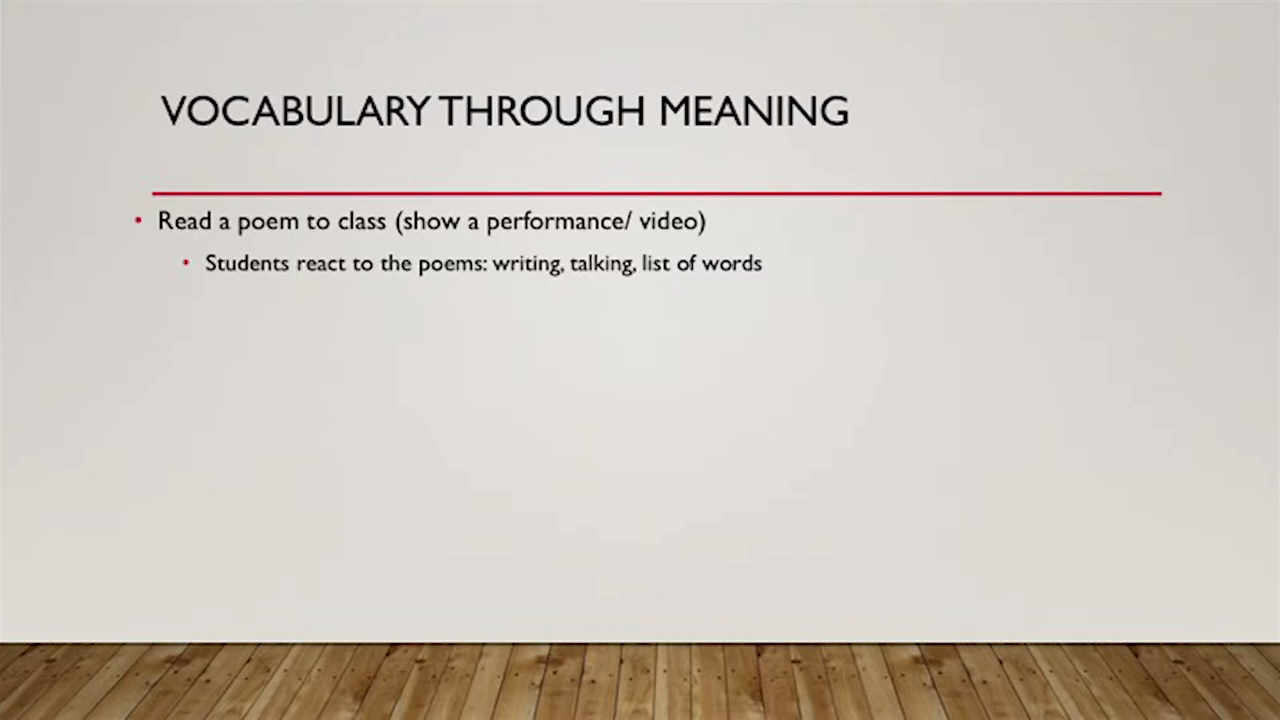 VOCABULARY THROUGH MEANING
• Read a poem to class (show a performance/ video)
• Students react to the poems: writing, talking, list of words